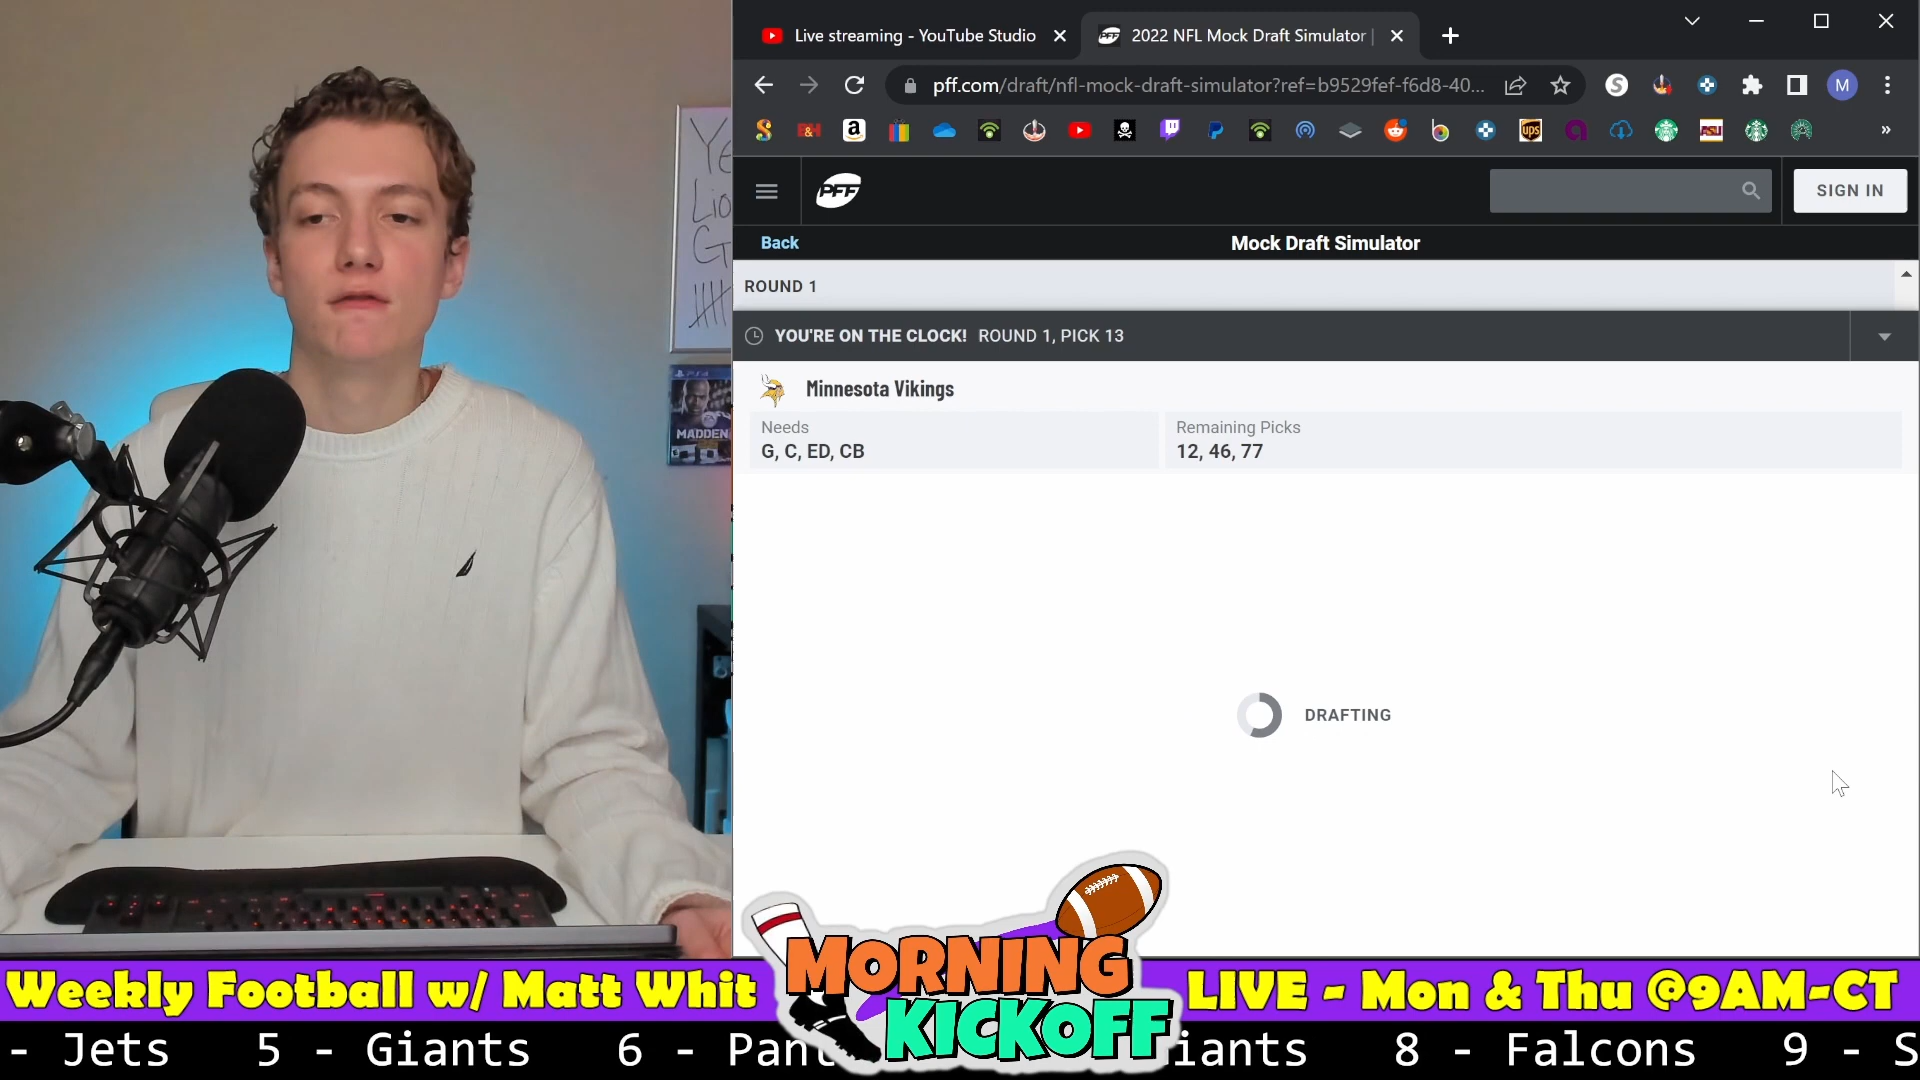 Live streaming - YouTube Studio
2022 NFL Mock Draft Simulator |
pff.com/draft/nfl-mock-draft-simulator?ref=b9529fef-f6d8-40...
M
PFF
SIGN IN
Back
Mock Draft Simulator
ROUND 1
YOU'RE ON THE CLOCK! ROUND 1, PICK 13
Minnesota Vikings
Needs
G, C, ED, CB
Remaining Picks
12, 46, 77
DRAFTING
Ye
Lio
G
MADDEN
Weekly Football w/ Matt Whit
MORNING
KICKOFF
LIVE - Mon & Thu @9AM-CT
- Jets 5 - Giants 6 - Pan
iants 8 - Falcons 9 - S